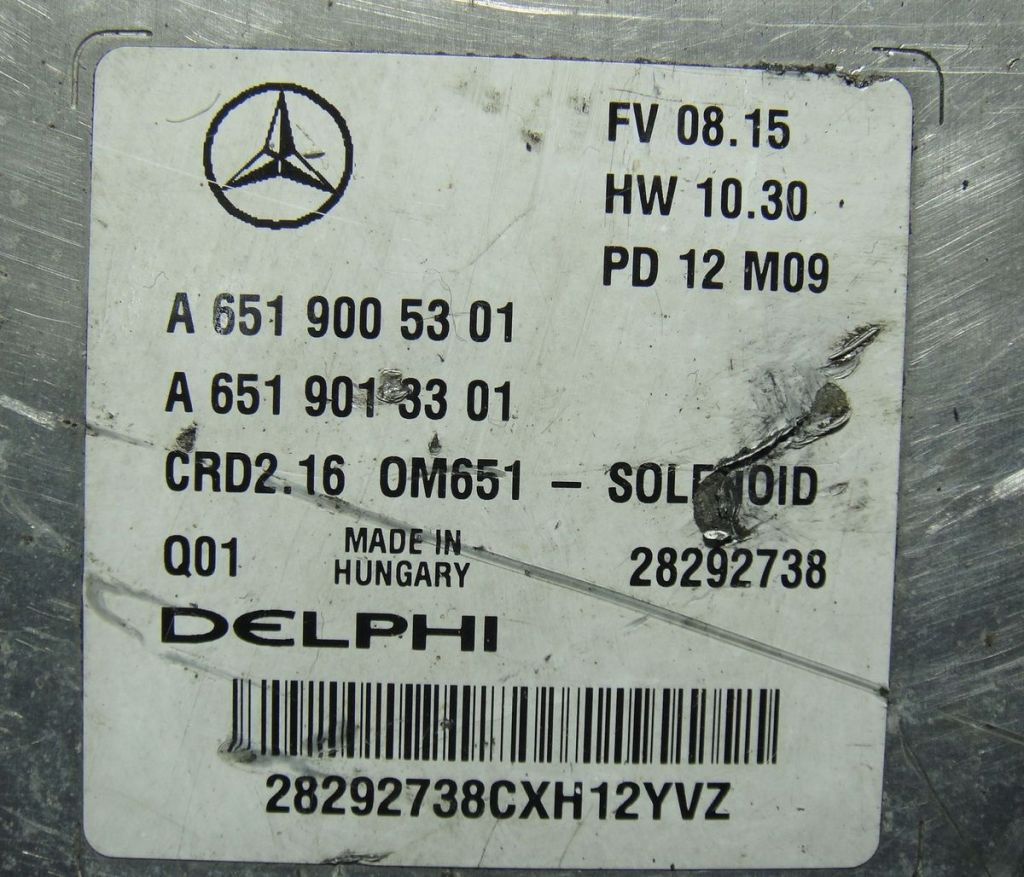 FV 08.15
HW 10.30
PD 12 M09
A 651 900 53 01
A 651 901 33 01
CRD2.16 OM651 – SOLENOID
Q01 MADE IN HUNGARY 28292738
DELPHI
28292738CXH12YVZ